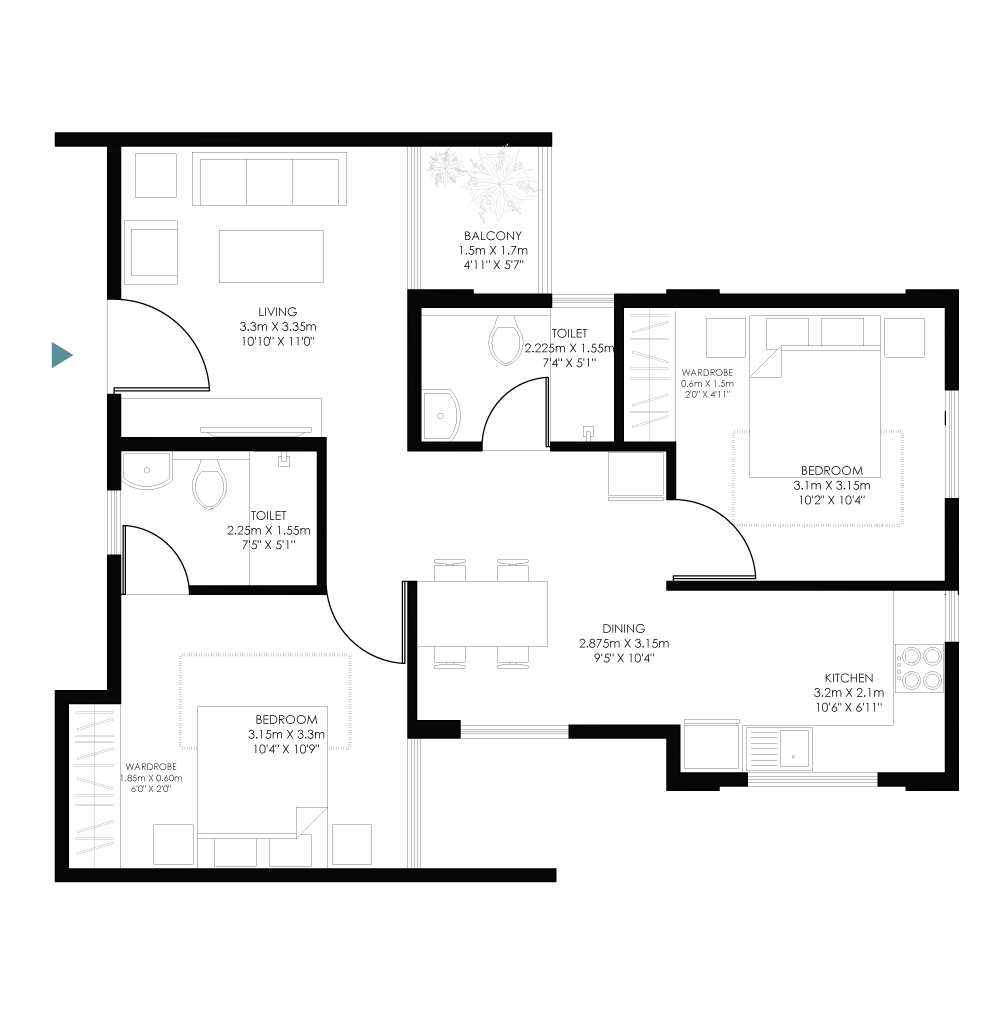 BALCONY
1.5m X 1.7m
4'11" X 5'7"
LIVING
3.3m X 3.35m
10'10" X 11'0"
TOILET
2.225m X 1.55m
7'4" X 5'1"
WARDROBE
0.6m X 1.5m
2'0" X 4'11"
BEDROOM
3.1m X 3.15m
10'2" X 10'4"
TOILET
2.25m X 1.55m
7'5" X 5'1"
DINING
2.875m X 3.15m
9'5" X 10'4"
KITCHEN
3.2m X 2.1m
10'6" X 6'11"
BEDROOM
3.15m X 3.3m
10'4" X 10'9"
WARDROBE
1.85m X 0.60m
6'0" X 2'0"